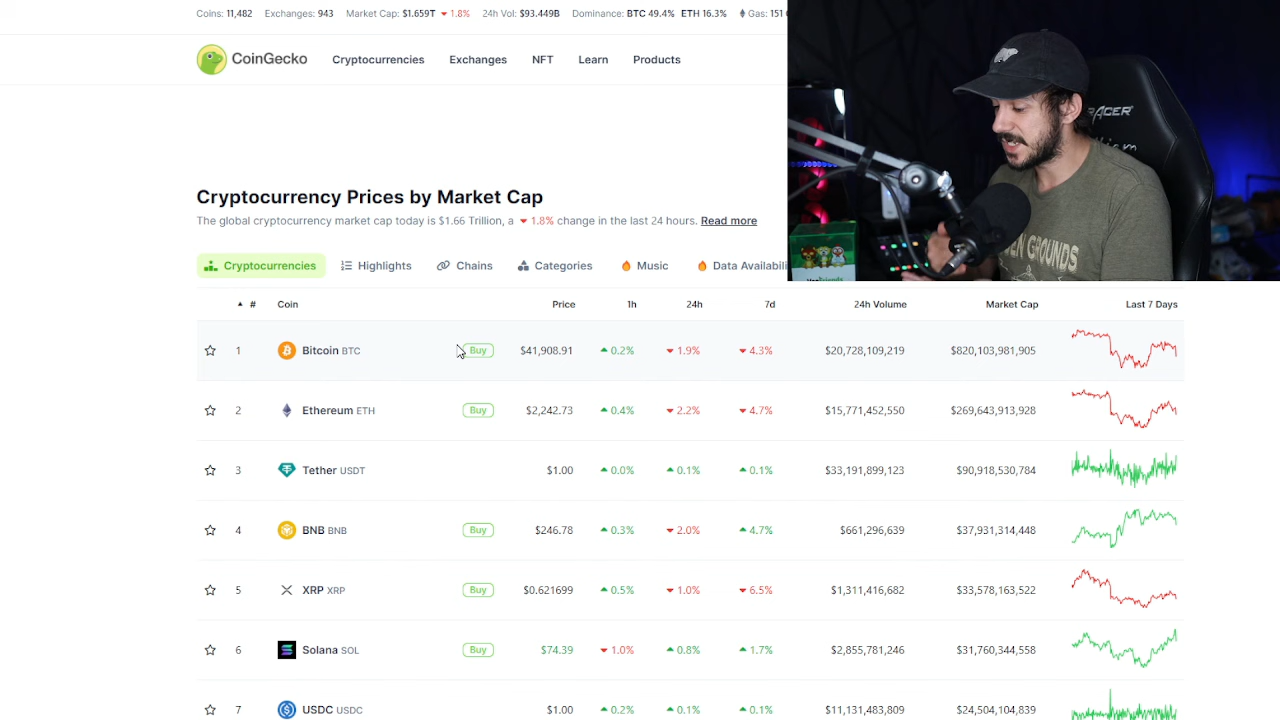 Coins: 11,482 Exchanges: 943 Market Cap: $1.659T 1.8% 24h Vol: $93.449B Dominance: BTC 49.4% ETH 16.3% Gas: 151
CoinGecko Cryptocurrencies Exchanges NFT Learn Products
Cryptocurrency Prices by Market Cap
The global cryptocurrency market cap today is $1.66 Trillion, a 1.8% change in the last 24 hours. Read more
Cryptocurrencies Highlights Chains Categories Music Data Availabili
# Coin Price 1h 24h 7d 24h Volume Market Cap Last 7 Days
1 Bitcoin BTC Buy $41,908.91 0.2% 1.9% 4.3% $20,728,109,219 $820,103,981,905
2 Ethereum ETH Buy $2,242.73 0.4% 2.2% 4.7% $15,771,452,550 $269,643,913,928
3 Tether USDT $1.00 0.0% 0.1% 0.1% $33,191,899,123 $90,918,530,784
4 BNB BNB Buy $246.78 0.3% 2.0% 4.7% $661,296,639 $37,931,314,448
5 XRP XRP Buy $0.621699 0.5% 1.0% 6.5% $1,311,416,682 $33,578,163,522
6 Solana SOL Buy $74.39 1.0% 0.8% 1.7% $2,855,781,246 $31,760,344,558
7 USDC USDC $1.00 0.2% 0.1% 0.1% $11,131,483,809 $24,504,104,839
GROUNDS